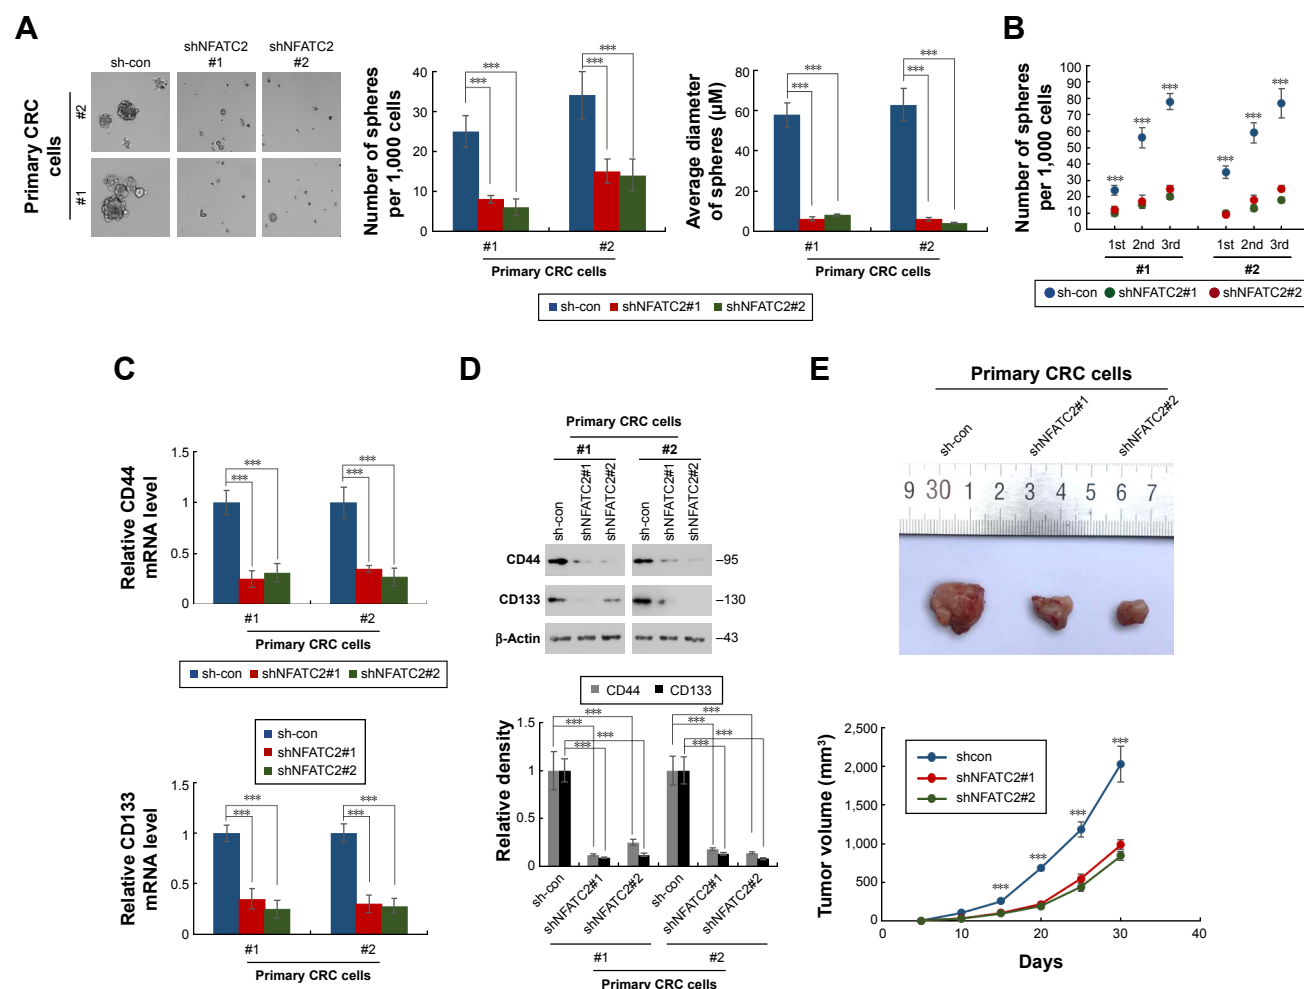 A
sh-con
shNFATC2
#1
shNFATC2
#2
Primary CRC
cells
#2
#1
Number of spheres
per 1,000 cells
40
30
20
10
0
***
***
***
***
#1
#2
Primary CRC cells
Average diameter
of spheres (μM)
80
60
40
20
0
***
***
***
***
#1
#2
Primary CRC cells
sh-con shNFATC2#1 shNFATC2#2
B
Number of spheres
per 1,000 cells
100
90
80
70
60
50
40
30
20
10
0
***
***
***
***
***
***
1st 2nd 3rd 1st 2nd 3rd
#1 #2
sh-con shNFATC2#1 shNFATC2#2
C
Relative CD44
mRNA level
1.5
1
0.5
0
***
***
***
***
#1 #2
Primary CRC cells
sh-con shNFATC2#1 shNFATC2#2
sh-con
shNFATC2#1
shNFATC2#2
Relative CD133
mRNA level
1.5
1
0.5
0
***
***
***
***
#1 #2
Primary CRC cells
D
Primary CRC cells
#1 #2
sh-con shNFATC2#1 shNFATC2#2 sh-con shNFATC2#1 shNFATC2#2
CD44 –95
CD133 –130
β-Actin –43
CD44 CD133
Relative density
1.5
1
0.5
0
***
***
***
***
***
***
***
***
sh-con shNFATC2#1 shNFATC2#2 sh-con shNFATC2#1 shNFATC2#2
#1 #2
Primary CRC cells
E
Primary CRC cells
sh-con shNFATC2#1 shNFATC2#2
9 30 1 2 3 4 5 6 7
Tumor volume (mm³)
2,500
2,000
1,500
1,000
500
0
shcon
shNFATC2#1
shNFATC2#2
***
***
***
***
0 10 20 30 40
Days